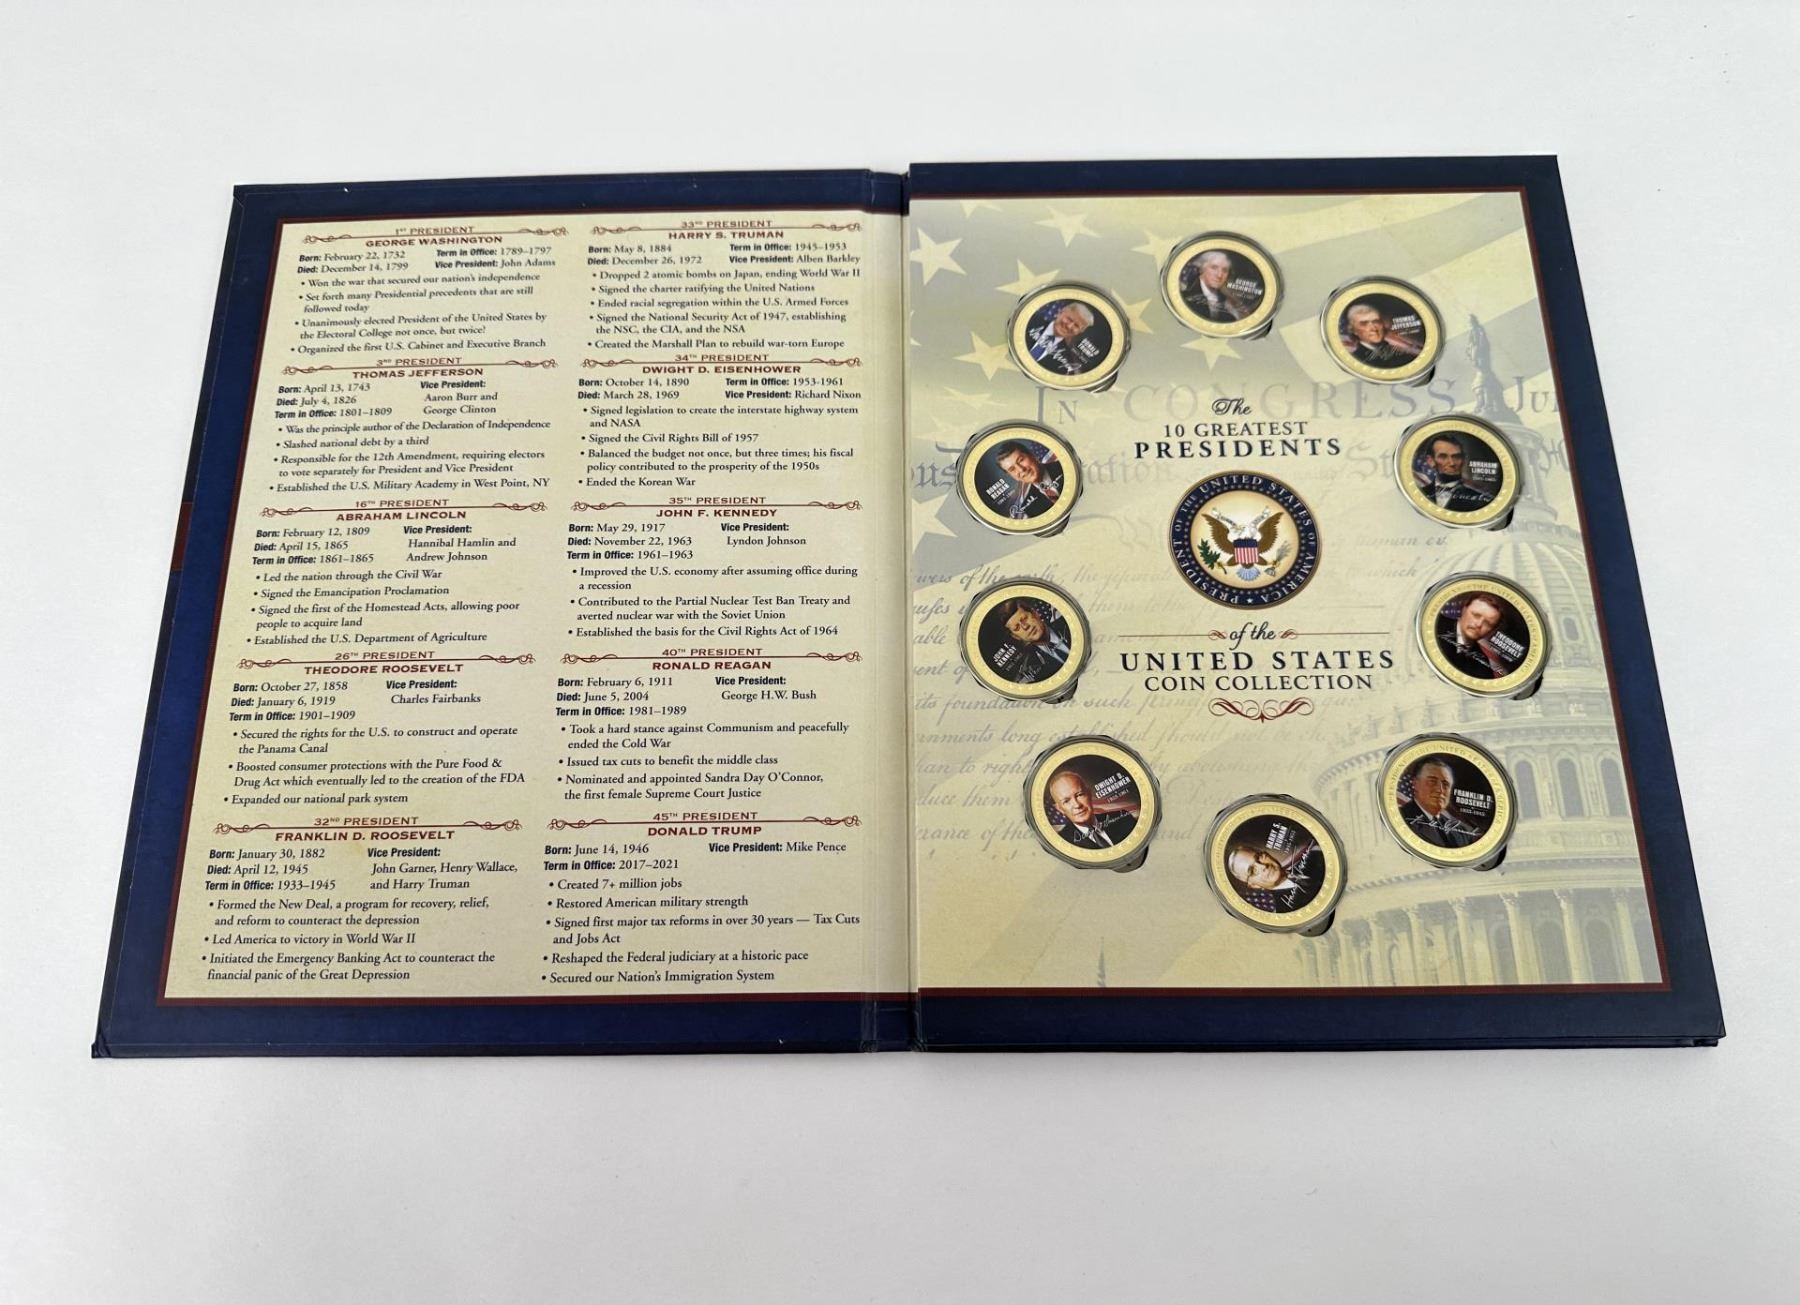 1ST PRESIDENT
GEORGE WASHINGTON
Born: February 22, 1732 Term in Office: 1789–1797
Died: December 14, 1799 Vice President: John Adams
• Won the war that secured our nation's independence
• Set forth many Presidential precedents that are still
followed today
• Unanimously elected President of the United States by
the Electoral College not once, but twice!
• Organized the first U.S. Cabinet and Executive Branch
3RD PRESIDENT
THOMAS JEFFERSON
Born: April 13, 1743 Vice President:
Died: July 4, 1826 Aaron Burr and
Term in Office: 1801–1809 George Clinton
• Was the principle author of the Declaration of Independence
• Slashed national debt by a third
• Responsible for the 12th Amendment, requiring electors
to vote separately for President and Vice President
• Established the U.S. Military Academy in West Point, NY
16TH PRESIDENT
ABRAHAM LINCOLN
Born: February 12, 1809 Vice President:
Died: April 15, 1865 Hannibal Hamlin and
Term in Office: 1861–1865 Andrew Johnson
• Led the nation through the Civil War
• Signed the Emancipation Proclamation
• Signed the first of the Homestead Acts, allowing poor
people to acquire land
• Established the U.S. Department of Agriculture
26TH PRESIDENT
THEODORE ROOSEVELT
Born: October 27, 1858 Vice President:
Died: January 6, 1919 Charles Fairbanks
Term in Office: 1901–1909
• Secured the rights for the U.S. to construct and operate
the Panama Canal
• Boosted consumer protections with the Pure Food &
Drug Act which eventually led to the creation of the FDA
• Expanded our national park system
32ND PRESIDENT
FRANKLIN D. ROOSEVELT
Born: January 30, 1882 Vice President:
Died: April 12, 1945 John Garner, Henry Wallace,
Term in Office: 1933–1945 and Harry Truman
• Formed the New Deal, a program for recovery, relief,
and reform to counteract the depression
• Led America to victory in World War II
• Initiated the Emergency Banking Act to counteract the
financial panic of the Great Depression
33RD PRESIDENT
HARRY S. TRUMAN
Born: May 8, 1884 Term in Office: 1945–1953
Died: December 26, 1972 Vice President: Alben Barkley
• Dropped 2 atomic bombs on Japan, ending World War II
• Signed the charter ratifying the United Nations
• Ended racial segregation within the U.S. Armed Forces
• Signed the National Security Act of 1947, establishing
the NSC, the CIA, and the NSA
• Created the Marshall Plan to rebuild war-torn Europe
34TH PRESIDENT
DWIGHT D. EISENHOWER
Born: October 14, 1890 Term in Office: 1953-1961
Died: March 28, 1969 Vice President: Richard Nixon
• Signed legislation to create the interstate highway system
and NASA
• Signed the Civil Rights Bill of 1957
• Balanced the budget not once, but three times; his fiscal
policy contributed to the prosperity of the 1950s
• Ended the Korean War
35TH PRESIDENT
JOHN F. KENNEDY
Born: May 29, 1917 Vice President:
Died: November 22, 1963 Lyndon Johnson
Term in Office: 1961–1963
• Improved the U.S. economy after assuming office during
a recession
• Contributed to the Partial Nuclear Test Ban Treaty and
averted nuclear war with the Soviet Union
• Established the basis for the Civil Rights Act of 1964
40TH PRESIDENT
RONALD REAGAN
Born: February 6, 1911 Vice President:
Died: June 5, 2004 George H.W. Bush
Term in Office: 1981–1989
• Took a hard stance against Communism and peacefully
ended the Cold War
• Issued tax cuts to benefit the middle class
• Nominated and appointed Sandra Day O'Connor,
the first female Supreme Court Justice
45TH PRESIDENT
DONALD TRUMP
Born: June 14, 1946 Vice President: Mike Pence
Term in Office: 2017–2021
• Created 7+ million jobs
• Restored American military strength
• Signed first major tax reforms in over 30 years — Tax Cuts
and Jobs Act
• Reshaped the Federal judiciary at a historic pace
• Secured our Nation's Immigration System
IN CONGRESS
The
10 GREATEST
PRESIDENTS
PRESIDENT OF THE UNITED STATES OF AMERICA
of the
UNITED STATES
COIN COLLECTION
GEORGE
WASHINGTON
THOMAS
JEFFERSON
ABRAHAM
LINCOLN
THEODORE
ROOSEVELT
FRANKLIN D.
ROOSEVELT
HARRY S.
TRUMAN
DWIGHT D.
EISENHOWER
JOHN F.
KENNEDY
RONALD
REAGAN
DONALD
TRUMP